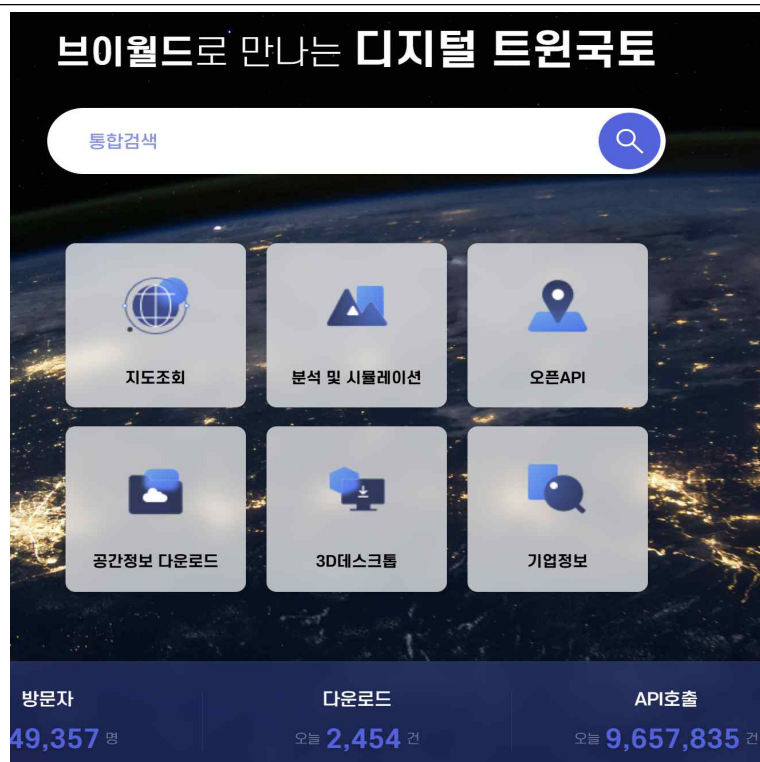 브이월드로 만나는 디지털 트윈국토
통합검색
지도조회
분석 및 시뮬레이션
오픈API
공간정보 다운로드
3D데스크톱
기업정보
방문자
다운로드
API호출
49,357 명
오늘 2,454 건
오늘 9,657,835 건